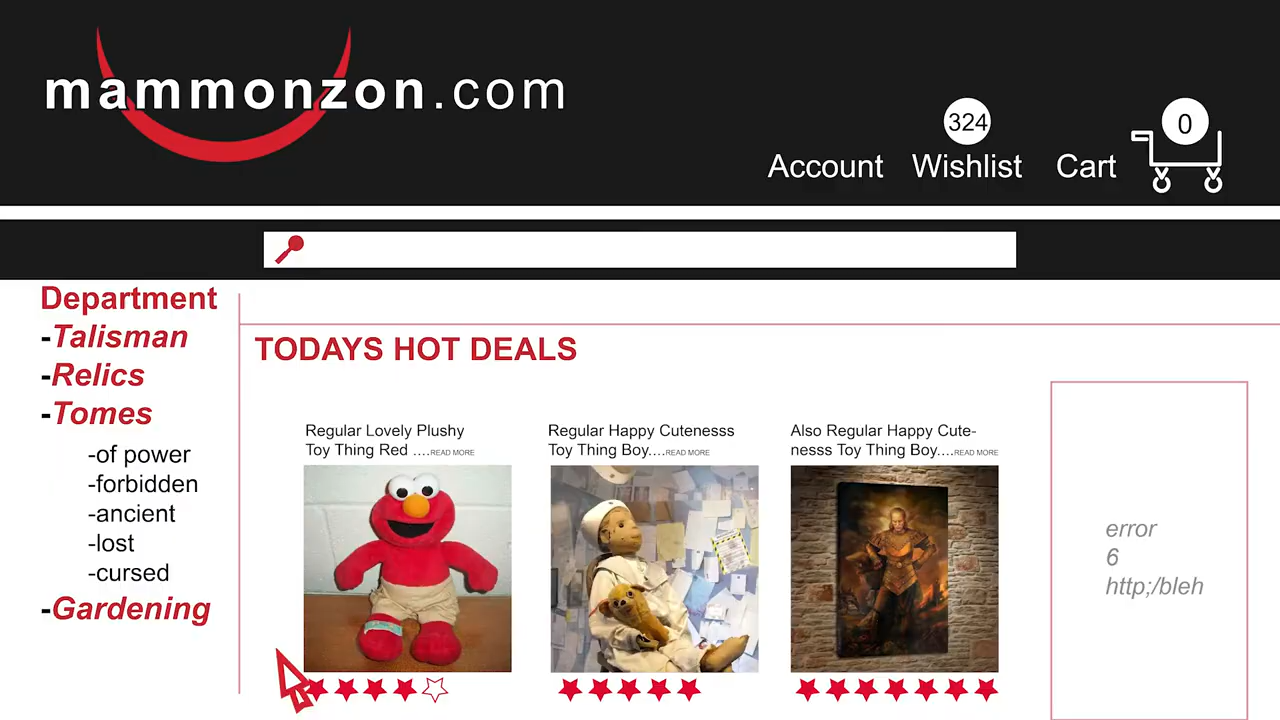 mammonzon.com
324
0
Account Wishlist Cart
Department
-Talisman
-Relics
-Tomes
-of power
-forbidden
-ancient
-lost
-cursed
-Gardening
TODAYS HOT DEALS
Regular Lovely Plushy
Toy Thing Red ....READ MORE
Regular Happy Cutenesss
Toy Thing Boy....READ MORE
Also Regular Happy Cute-
nesss Toy Thing Boy....READ MORE
error
6
http;/bleh